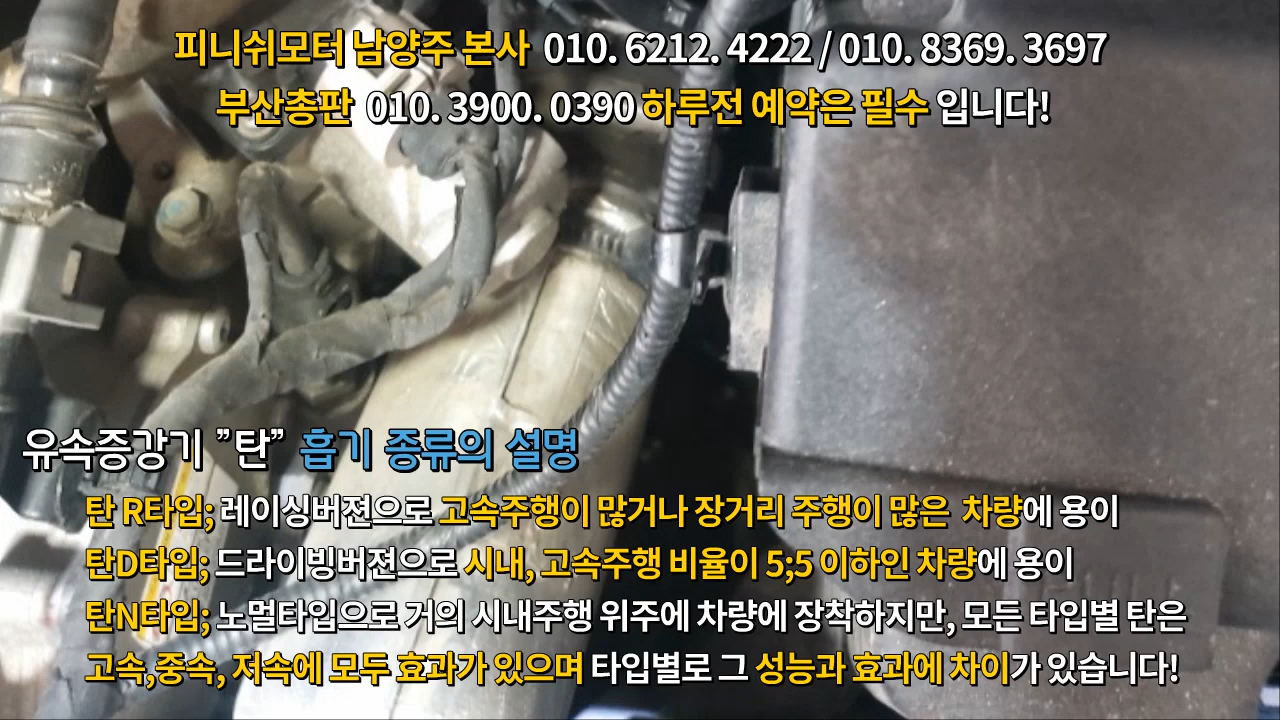 피니쉬모터 남양주 본사 010. 6212. 4222 / 010. 8369. 3697
부산총판 010. 3900. 0390 하루전 예약은 필수 입니다!
유속증강기 ”탄” 흡기 종류의 설명
탄 R타입; 레이싱버젼으로 고속주행이 많거나 장거리 주행이 많은 차량에 용이
탄D타입; 드라이빙버젼으로 시내, 고속주행 비율이 5;5 이하인 차량에 용이
탄N타입; 노멀타입으로 거의 시내주행 위주에 차량에 장착하지만, 모든 타입별 탄은
고속,중속, 저속에 모두 효과가 있으며 타입별로 그 성능과 효과에 차이가 있습니다!